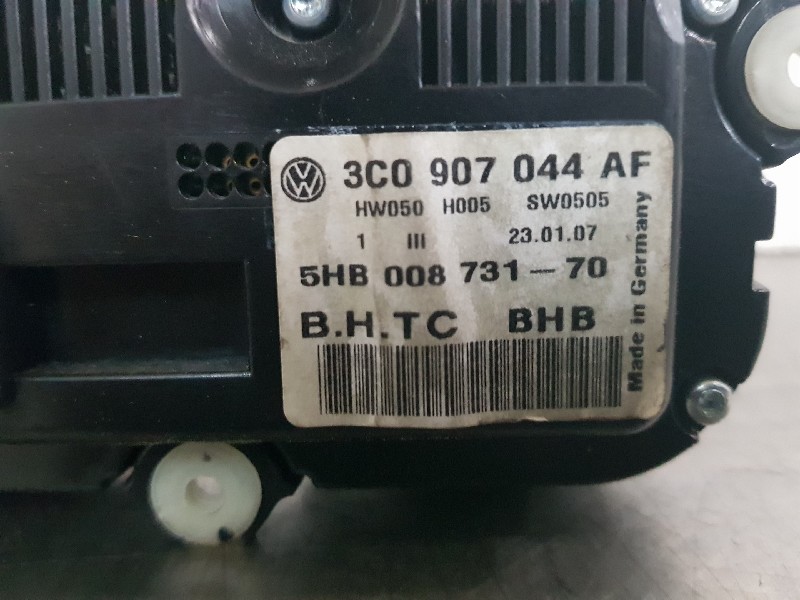 3C0 907 044 AF
HW050 H005 SW0505
1 III 23.01.07
5HB 008 731-70
B.H.TC BHB
Made in Germany